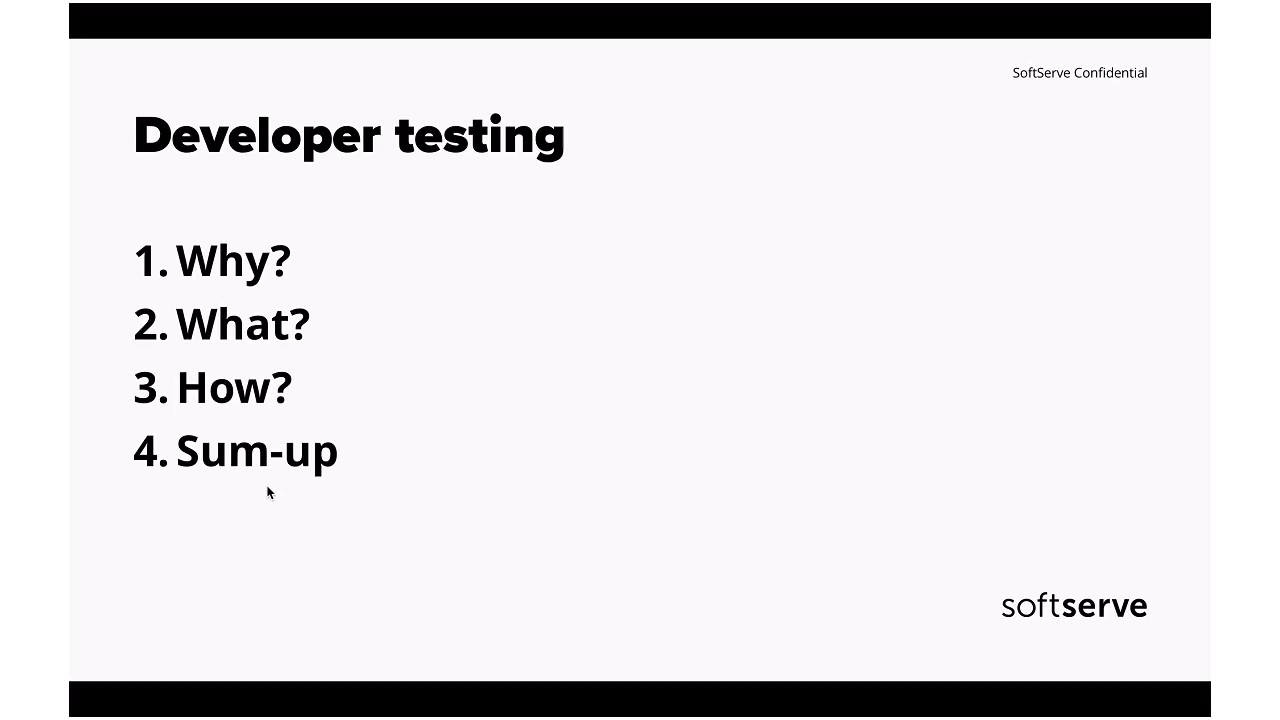 SoftServe Confidential
Developer testing
1. Why?
2. What?
3. How?
4. Sum-up
softserve